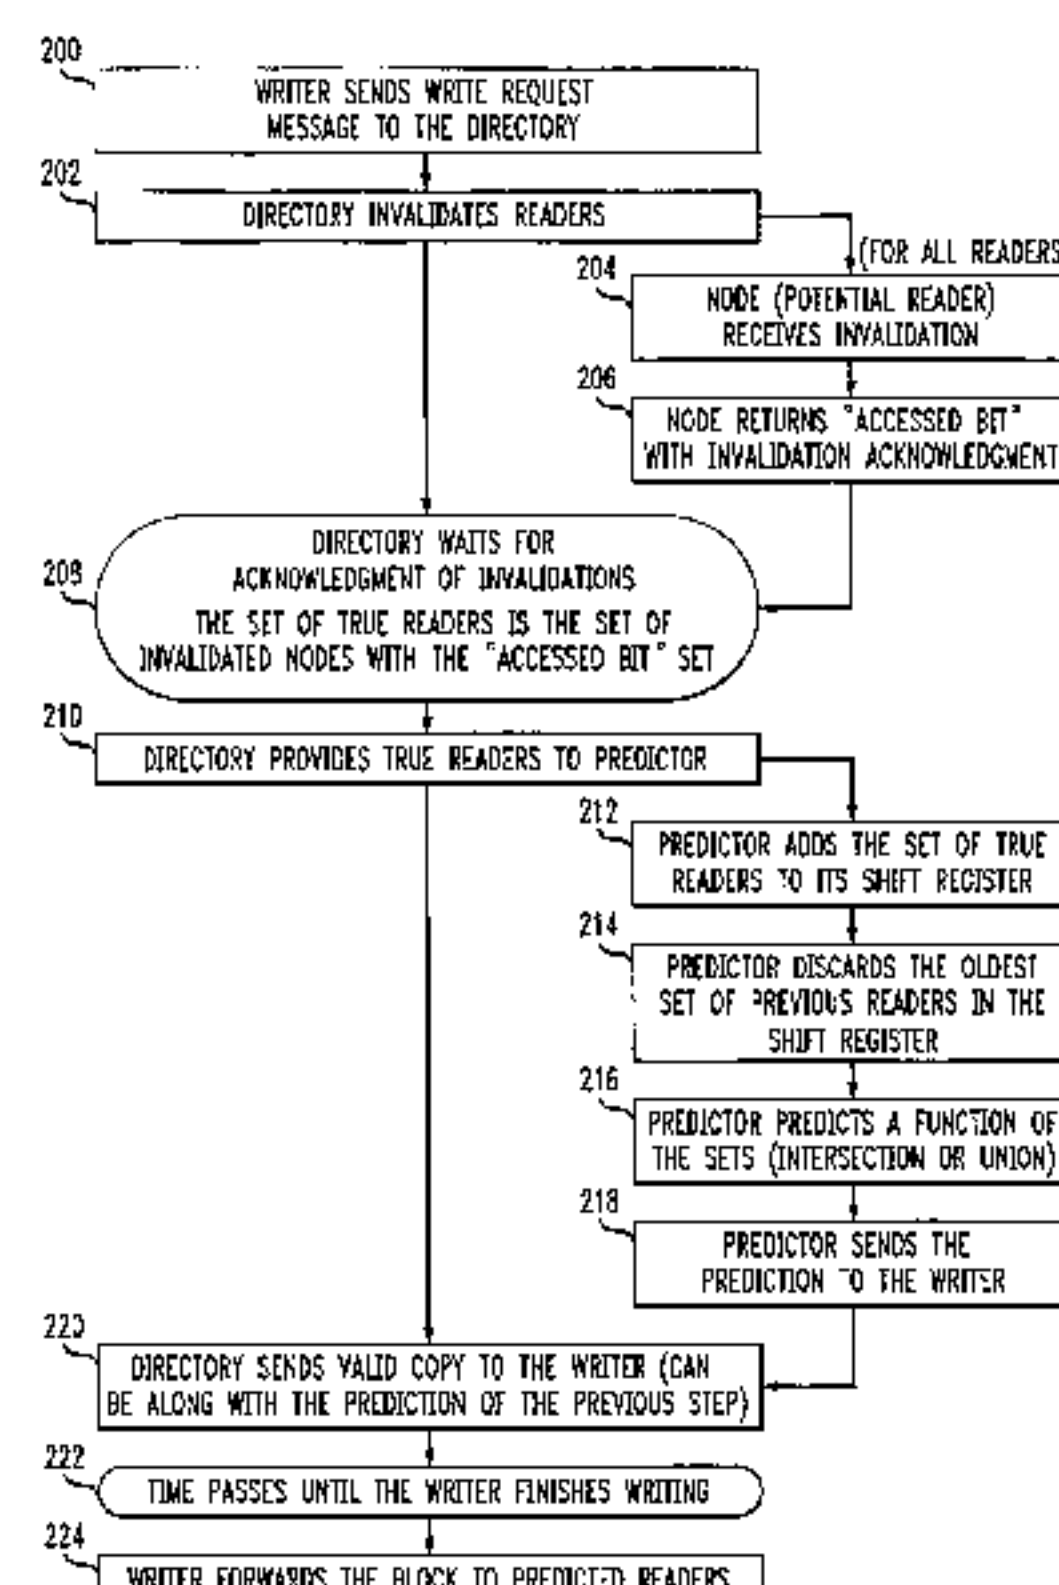 200
WRITER SENDS WRITE REQUEST
MESSAGE TO THE DIRECTORY
202
DIRECTORY INVALIDATES READERS
(FOR ALL READERS
204
NODE (POTENTIAL READER)
RECEIVES INVALIDATION
206
NODE RETURNS "ACCESSED BIT"
WITH INVALIDATION ACKNOWLEDGMENT
208
DIRECTORY WAITS FOR
ACKNOWLEDGMENT OF INVALIDATIONS
THE SET OF TRUE READERS IS THE SET OF
INVALIDATED NODES WITH THE "ACCESSED BIT" SET
210
DIRECTORY PROVIDES TRUE READERS TO PREDICTOR
212
PREDICTOR ADDS THE SET OF TRUE
READERS TO ITS SHIFT REGISTER
214
PREDICTOR DISCARDS THE OLDEST
SET OF PREVIOUS READERS IN THE
SHIFT REGISTER
216
PREDICTOR PREDICTS A FUNCTION OF
THE SETS (INTERSECTION OR UNION)
218
PREDICTOR SENDS THE
PREDICTION TO THE WRITER
220
DIRECTORY SENDS VALID COPY TO THE WRITER (CAN
BE ALONG WITH THE PREDICTION OF THE PREVIOUS STEP)
222
TIME PASSES UNTIL THE WRITER FINISHES WRITING
224
WRITER FORWARDS THE BLOCK TO PREDICTED READERS